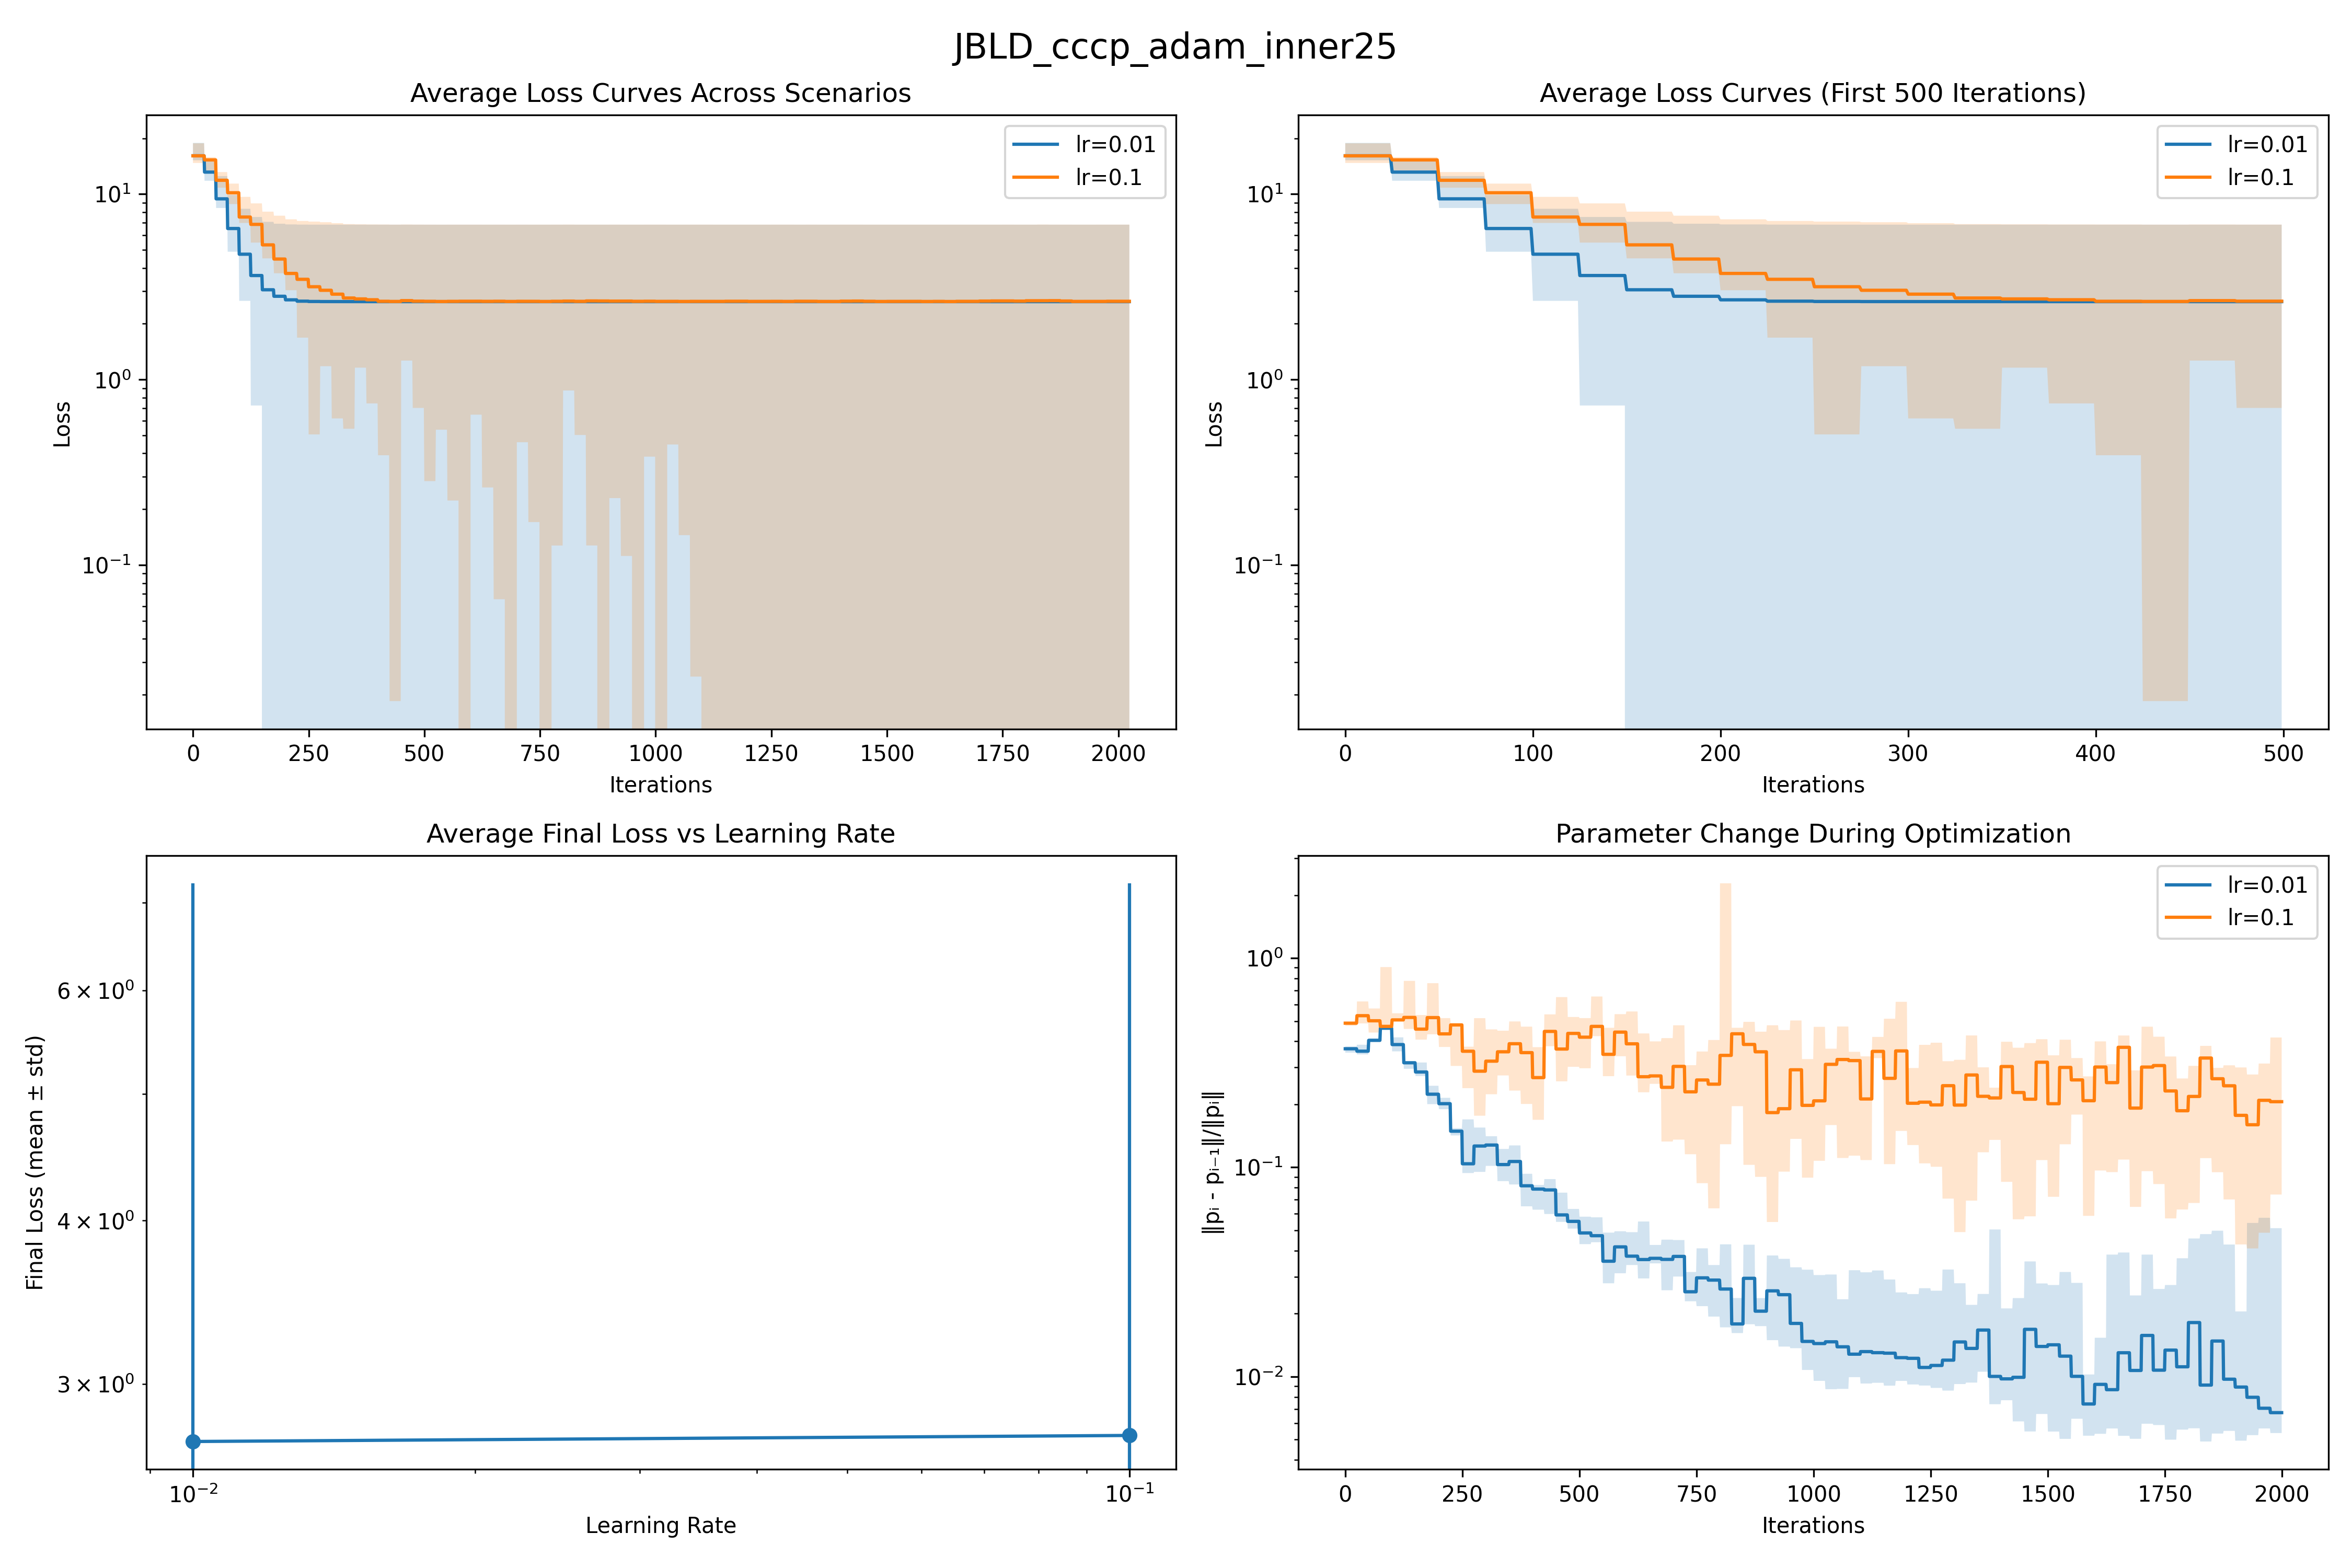 JBLD_cccp_adam_inner25
Average Loss Curves Across Scenarios
lr=0.01
lr=0.1
10¹
10⁰
10⁻¹
Loss
0 250 500 750 1000 1250 1500 1750 2000
Iterations
Average Loss Curves (First 500 Iterations)
lr=0.01
lr=0.1
10¹
10⁰
10⁻¹
Loss
0 100 200 300 400 500
Iterations
Average Final Loss vs Learning Rate
6 × 10⁰
4 × 10⁰
3 × 10⁰
Final Loss (mean ± std)
10⁻² 10⁻¹
Learning Rate
Parameter Change During Optimization
lr=0.01
lr=0.1
10⁰
10⁻¹
10⁻²
‖pᵢ - pᵢ₋₁‖/‖pᵢ‖
0 250 500 750 1000 1250 1500 1750 2000
Iterations